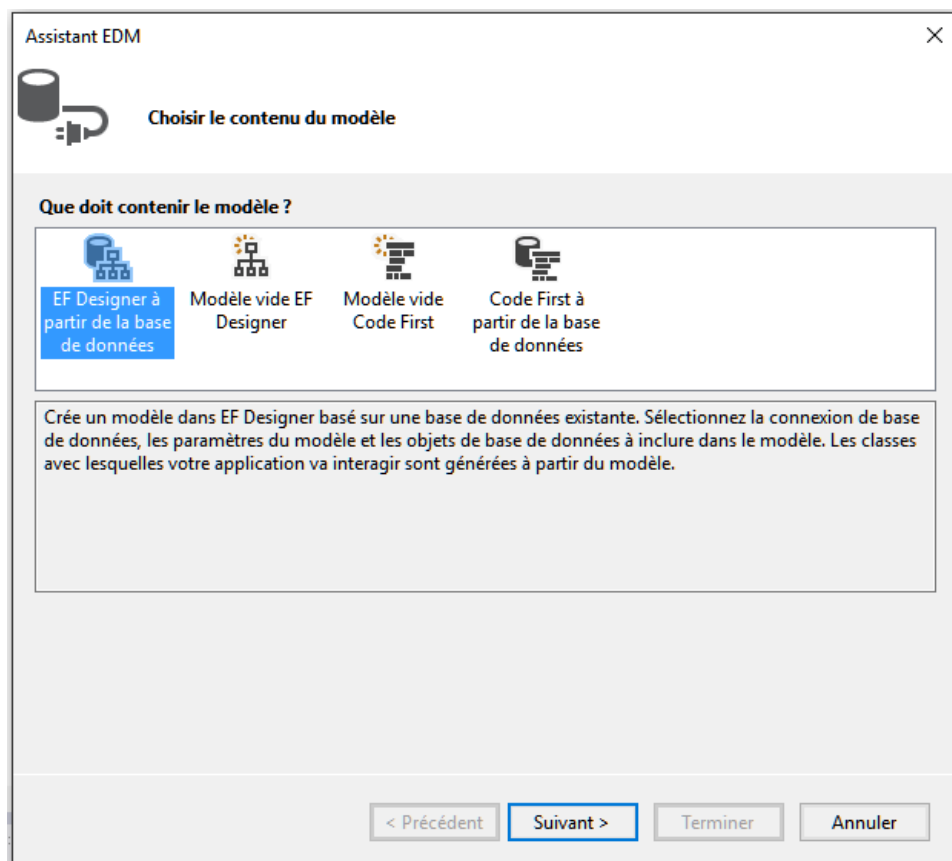 Assistant EDM
Choisir le contenu du modèle
Que doit contenir le modèle ?
EF Designer à
partir de la base
de données
Modèle vide EF
Designer
Modèle vide
Code First
Code First à
partir de la base
de données
Crée un modèle dans EF Designer basé sur une base de données existante. Sélectionnez la connexion de base
de données, les paramètres du modèle et les objets de base de données à inclure dans le modèle. Les classes
avec lesquelles votre application va interagir sont générées à partir du modèle.
< Précédent
Suivant >
Terminer
Annuler